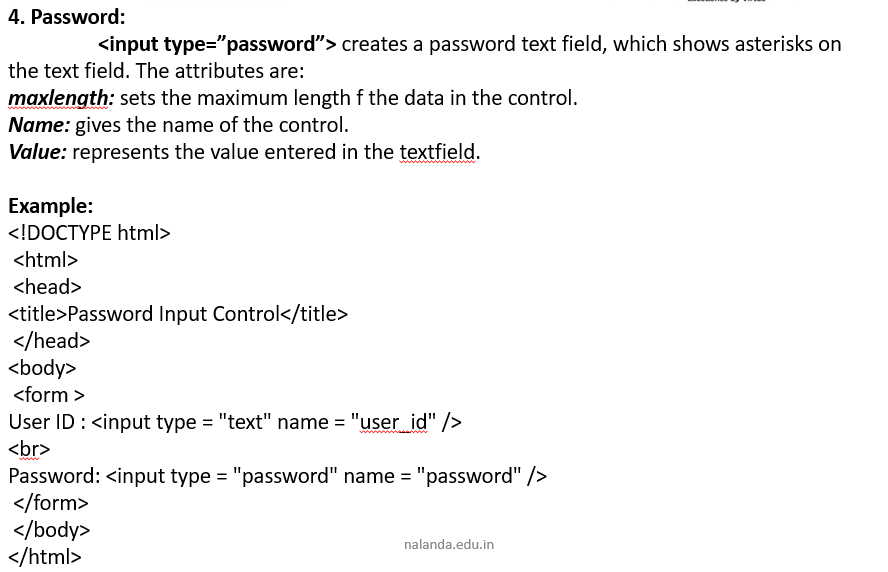 4. Password:
<input type=”password”> creates a password text field, which shows asterisks on
the text field. The attributes are:
maxlength: sets the maximum length f the data in the control.
Name: gives the name of the control.
Value: represents the value entered in the textfield.
Example:
<!DOCTYPE html>
<html>
<head>
<title>Password Input Control</title>
</head>
<body>
<form >
User ID : <input type = "text" name = "user_id" />
<br>
Password: <input type = "password" name = "password" />
</form>
</body>
</html>
nalanda.edu.in